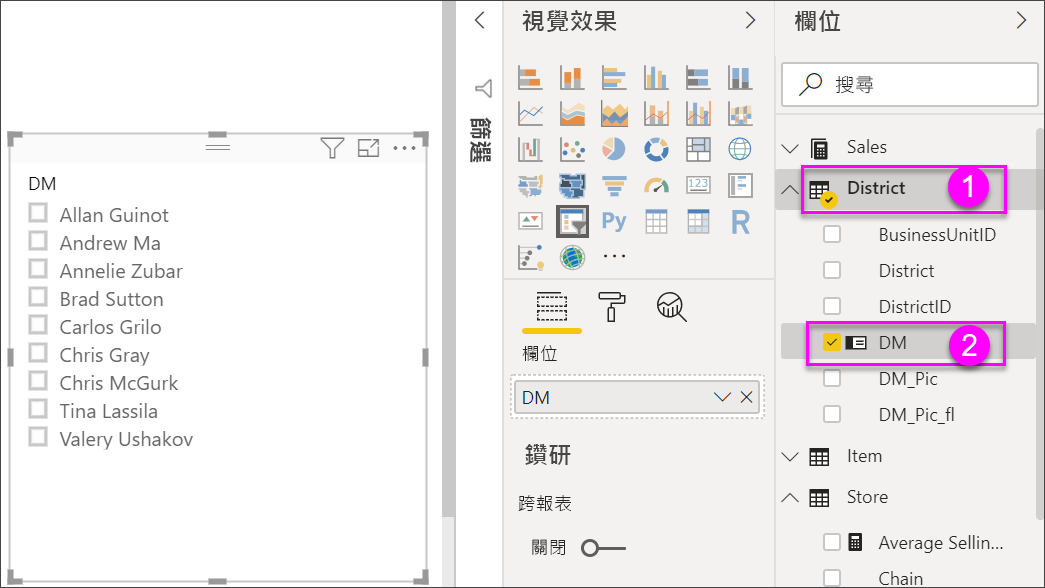 DM
Allan Guinot
Andrew Ma
Annelie Zubar
Brad Sutton
Carlos Grilo
Chris Gray
Chris McGurk
Tina Lassila
Valery Ushakov
篩選
視覺效果
123
Py
R
欄位
DM
鑽研
跨報表
關閉
欄位
搜尋
Sales
District
1
BusinessUnitID
District
DistrictID
DM
2
DM_Pic
DM_Pic_fl
Item
Store
Average Sellin...
Chain